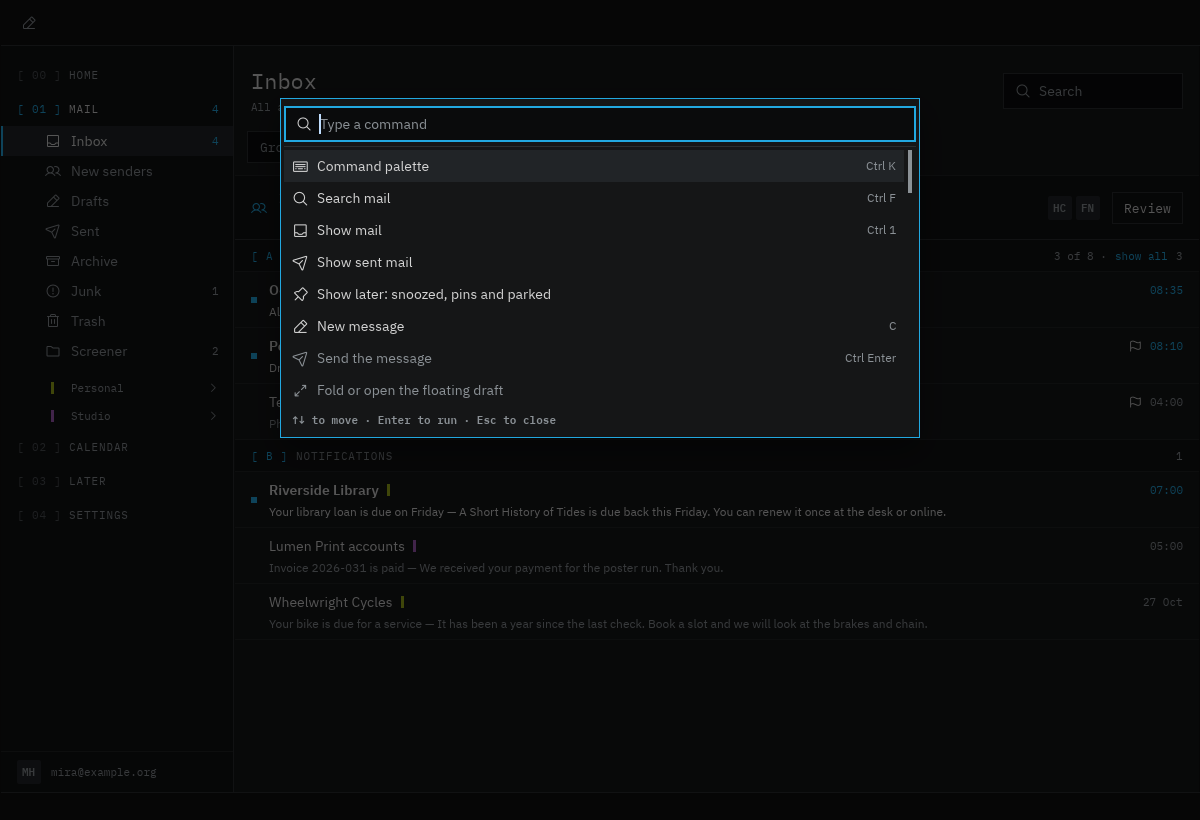 [ 00 ] HOME
[ 01 ] MAIL 4
Inbox 4
New senders
Drafts
Sent
Archive
Junk 1
Trash
Screener 2
Personal
Studio
[ 02 ] CALENDAR
[ 03 ] LATER
[ 04 ] SETTINGS
MH mira@example.org
Inbox
All
Search
Type a command
Command palette Ctrl K
Search mail Ctrl F
Show mail Ctrl 1
Show sent mail
Show later: snoozed, pins and parked
New message C
Send the message Ctrl Enter
Fold or open the floating draft
↑↓ to move · Enter to run · Esc to close
HC FN Review
[ A 3 of 8 · show all 3
08:35
08:10
04:00
[ B ] NOTIFICATIONS 1
Riverside Library 07:00
Your library loan is due on Friday — A Short History of Tides is due back this Friday. You can renew it once at the desk or online.
Lumen Print accounts 05:00
Invoice 2026-031 is paid — We received your payment for the poster run. Thank you.
Wheelwright Cycles 27 Oct
Your bike is due for a service — It has been a year since the last check. Book a slot and we will look at the brakes and chain.